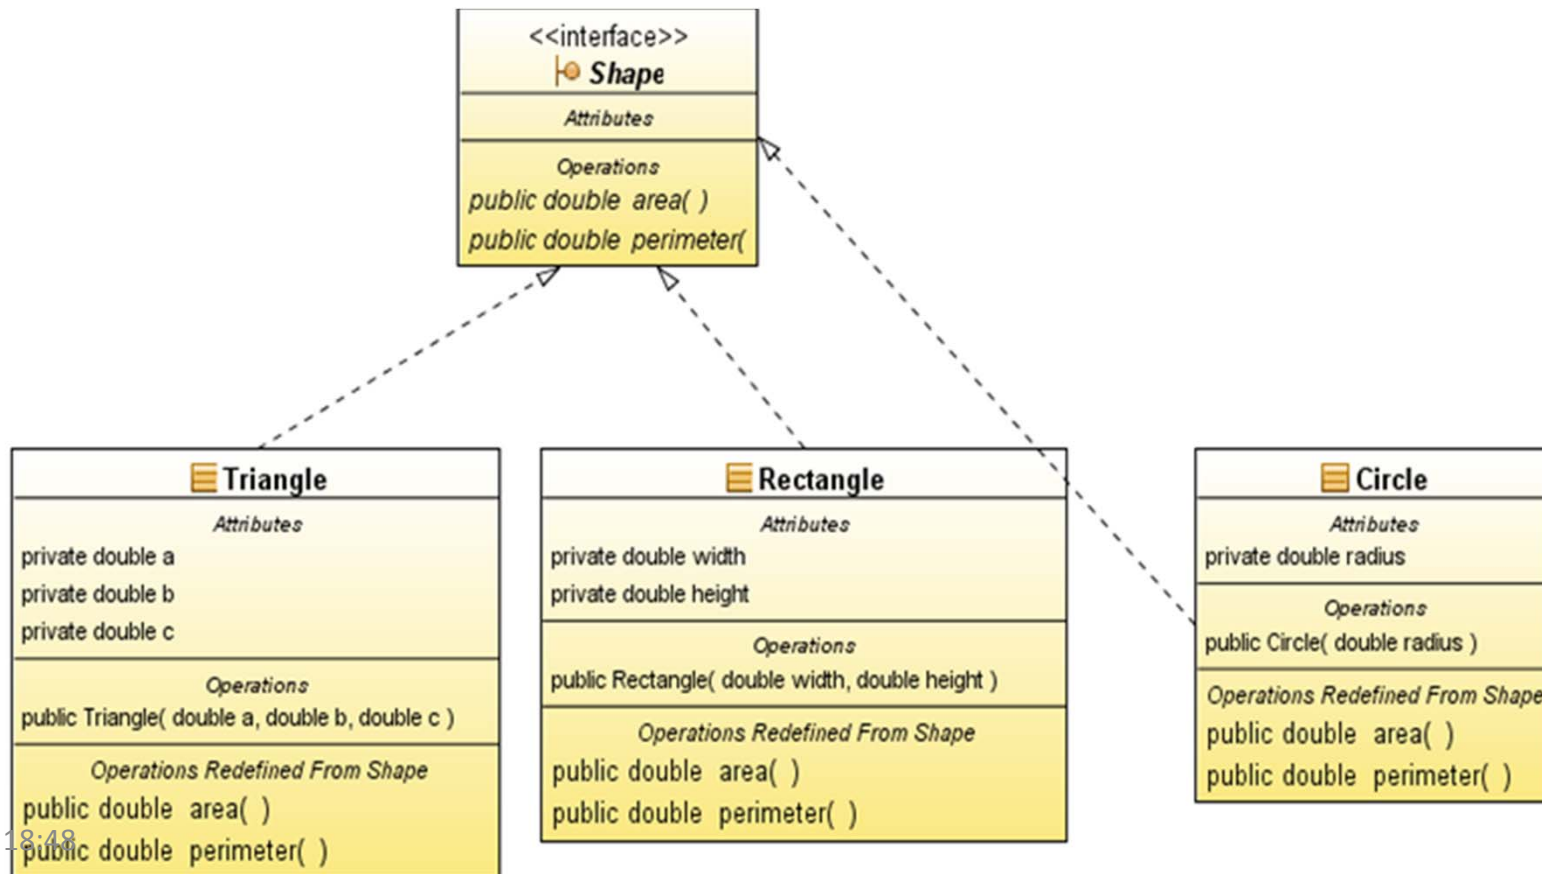 <<interface>>
Shape
Attributes
Operations
public double area( )
public double perimeter(
Triangle
Attributes
private double a
private double b
private double c
Operations
public Triangle( double a, double b, double c )
Operations Redefined From Shape
public double area( )
public double perimeter( )
Rectangle
Attributes
private double width
private double height
Operations
public Rectangle( double width, double height )
Operations Redefined From Shape
public double area( )
public double perimeter( )
Circle
Attributes
private double radius
Operations
public Circle( double radius )
Operations Redefined From Shape
public double area( )
public double perimeter( )
18:48